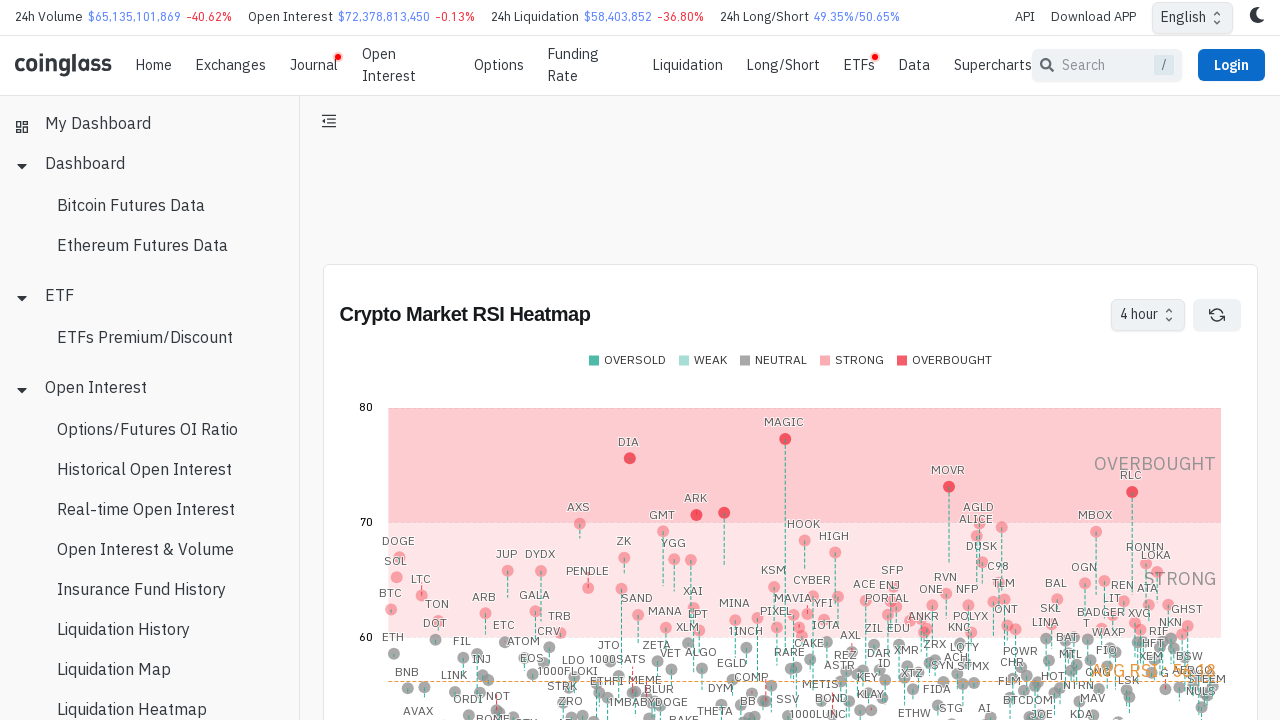 24h Volume $65,135,101,869 -40.62% Open Interest $72,378,813,450 -0.13% 24h Liquidation $58,403,852 -36.80% 24h Long/Short 49.35%/50.65% API Download APP English
coinglass Home Exchanges Journal Open Interest Options Funding Rate Liquidation Long/Short ETFs Data Supercharts Search / Login
My Dashboard
Dashboard
Bitcoin Futures Data
Ethereum Futures Data
ETF
ETFs Premium/Discount
Open Interest
Options/Futures OI Ratio
Historical Open Interest
Real-time Open Interest
Open Interest & Volume
Insurance Fund History
Liquidation History
Liquidation Map
Liquidation Heatmap
Crypto Market RSI Heatmap 4 hour
OVERSOLD WEAK NEUTRAL STRONG OVERBOUGHT
80
MAGIC
DIA
OVERBOUGHT
MOVR RLC
ARK
AXS AGLD
GMT MBOX
70 ALICE
HOOK
HIGH
DOGE ZK YGG DUSK RONIN
JUP DYDX LOKA
SOL C98
PENDLE KSM SFP OGN
LTC CYBER RVN STRONG
ACE ENJ TLM BAL REN ATA
BTC ARB GALA XAI ONE NFP
SAND MAVIA PORTAL LIT
TON MINA YFI SKL GHST
MANA LPT PIXEL ONT BADGER XVG
TRB ANKR POLYX
DOT ETC XLM IOTA LINA NKN
CRV 1INCH ZIL EDU KNC WAXP RIF
60 ETH FIL ATOM AXL BAT
JTO ZETA CAKE ZRX LOTY HFT
VET ALGO RARE REZ DAR XMR POWR MTL FIO
INJ EOS LDO 1000SATS ACH XEM BSW
EGLD ASTR ID SYN STMX CHR
BNB LINK 1000FLOKI COMP KEY XTZ HOT
STRK ETHFI MEME METIS FLM NTRN LSK STEEM
ORDI NOT BLUR DYM FIDA NULS
ZRO 1MBABYDOGE BB SSV BOND KLAY BTCDOM MAV
AVAX THETA 1000LUNC ETHW STG AI JOE KDA
BOME BAKE